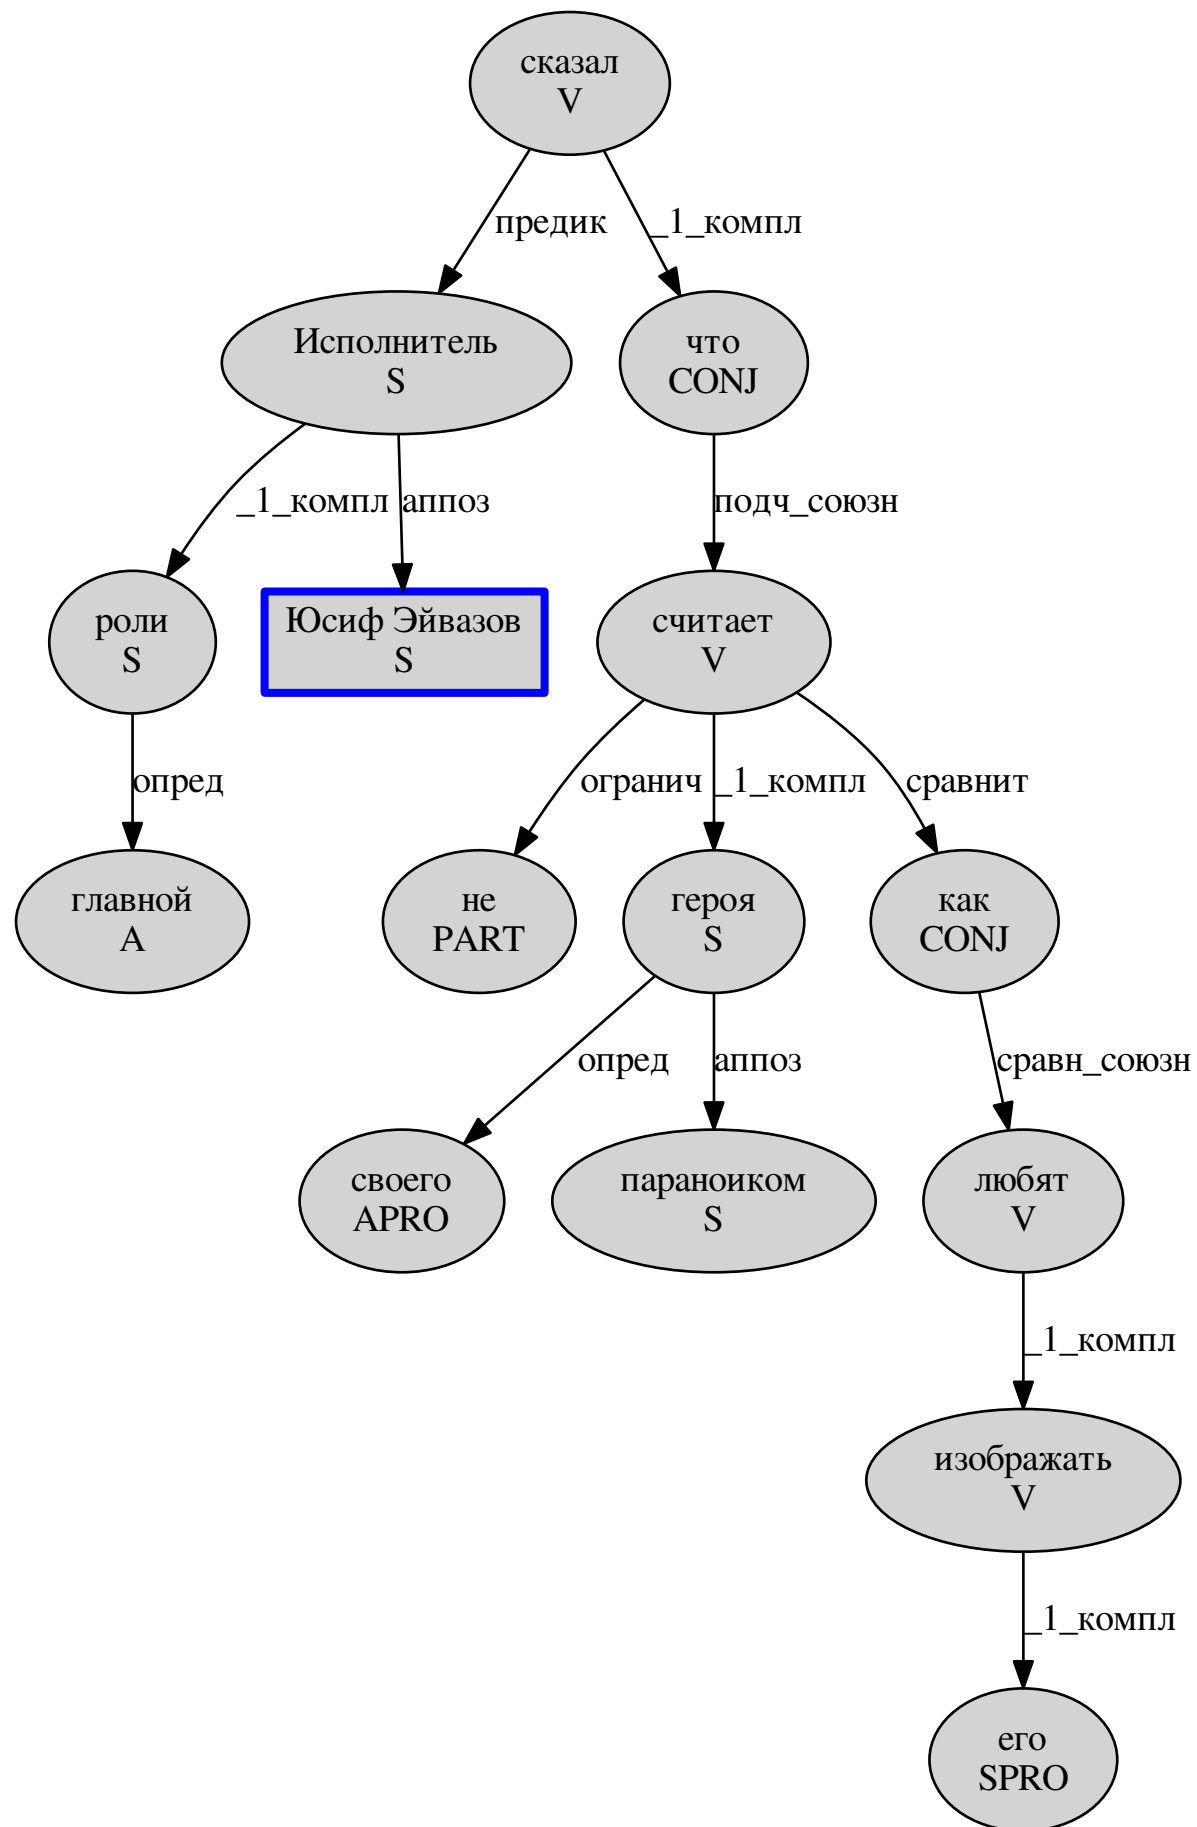 сказал
V
предик
_1_компл
Исполнитель
S
что
CONJ
_1_компл
аппоз
подч_союзн
роли
S
Юсиф Эйвазов
S
считает
V
опред
огранич
_1_компл
сравнит
главной
A
не
PART
героя
S
как
CONJ
опред
аппоз
сравн_союзн
своего
APRO
параноиком
S
любят
V
_1_компл
изображать
V
_1_компл
его
SPRO